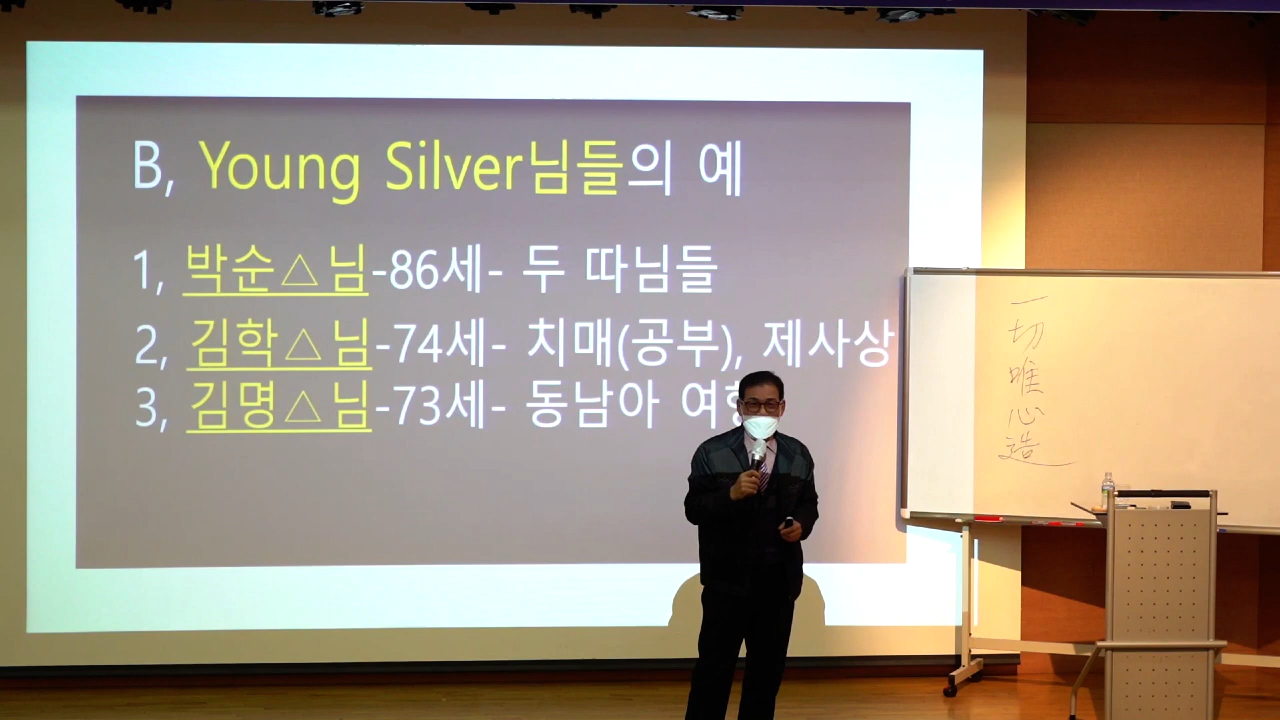 B, Young Silver님들의 예
1, 박순△님-86세- 두 따님들
2, 김학△님-74세- 치매(공부), 제사상
3, 김명△님-73세- 동남아
一切唯心造